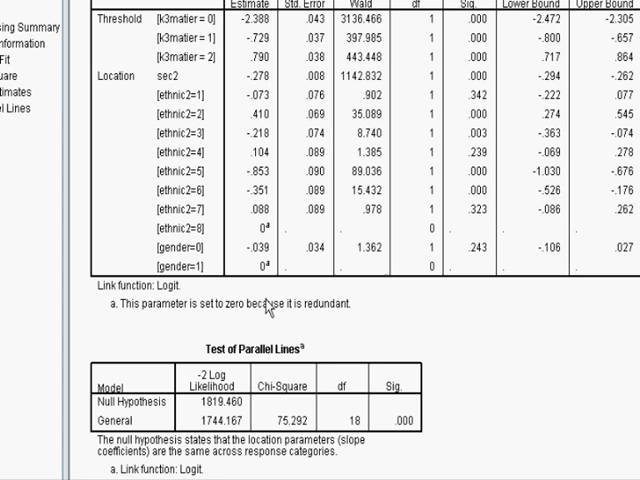 sing Summary
nformation
Fit
uare
timates
l Lines
Estimate Std. Error Wald df Sig. Lower Bound Upper Bound
Threshold [k3matier = 0] -2.388 .043 3136.466 1 .000 -2.472 -2.305
[k3matier = 1] -.729 .037 397.985 1 .000 -.800 -.657
[k3matier = 2] .790 .038 443.448 1 .000 .717 .864
Location sec2 -.278 .008 1142.832 1 .000 -.294 -.262
[ethnic2=1] -.073 .076 .902 1 .342 -.222 .077
[ethnic2=2] .410 .069 35.089 1 .000 .274 .545
[ethnic2=3] -.218 .074 8.740 1 .003 -.363 -.074
[ethnic2=4] .104 .089 1.385 1 .239 -.069 .278
[ethnic2=5] -.853 .090 89.036 1 .000 -1.030 -.676
[ethnic2=6] -.351 .089 15.432 1 .000 -.526 -.176
[ethnic2=7] .088 .089 .978 1 .323 -.086 .262
[ethnic2=8] 0a . . 0 . . .
[gender=0] -.039 .034 1.362 1 .243 -.106 .027
[gender=1] 0a . . 0 . . .
Link function: Logit.
a. This parameter is set to zero because it is redundant.
Test of Parallel Linesa
Model -2 Log Likelihood Chi-Square df Sig.
Null Hypothesis 1819.460
General 1744.167 75.292 18 .000
The null hypothesis states that the location parameters (slope
coefficients) are the same across response categories.
a. Link function: Logit.